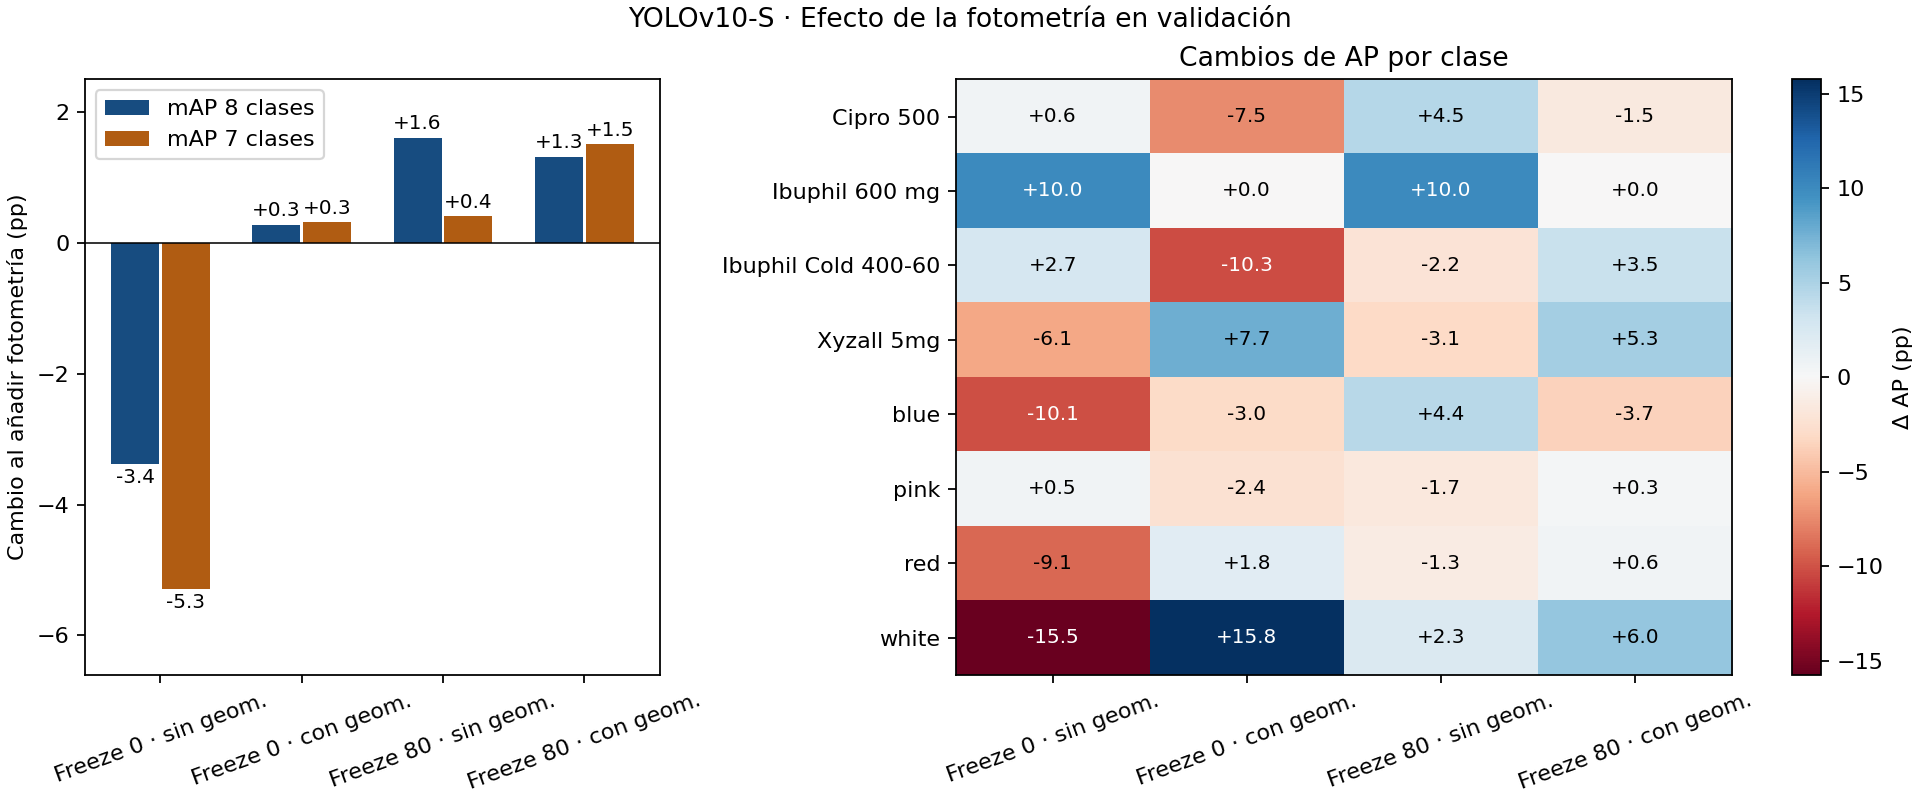 YOLOv10-S · Efecto de la fotometría en validación
Cambio al añadir fotometría (pp)
2
0
−2
−4
−6
mAP 8 clases
mAP 7 clases
-3.4
-5.3
+0.3
+0.3
+1.6
+0.4
+1.3
+1.5
Freeze 0 · sin geom.
Freeze 0 · con geom.
Freeze 80 · sin geom.
Freeze 80 · con geom.
Cambios de AP por clase
Cipro 500 +0.6 -7.5 +4.5 -1.5
Ibuphil 600 mg +10.0 +0.0 +10.0 +0.0
Ibuphil Cold 400-60 +2.7 -10.3 -2.2 +3.5
Xyzall 5mg -6.1 +7.7 -3.1 +5.3
blue -10.1 -3.0 +4.4 -3.7
pink +0.5 -2.4 -1.7 +0.3
red -9.1 +1.8 -1.3 +0.6
white -15.5 +15.8 +2.3 +6.0
Freeze 0 · sin geom.
Freeze 0 · con geom.
Freeze 80 · sin geom.
Freeze 80 · con geom.
15
10
5
0
−5
−10
−15
Δ AP (pp)